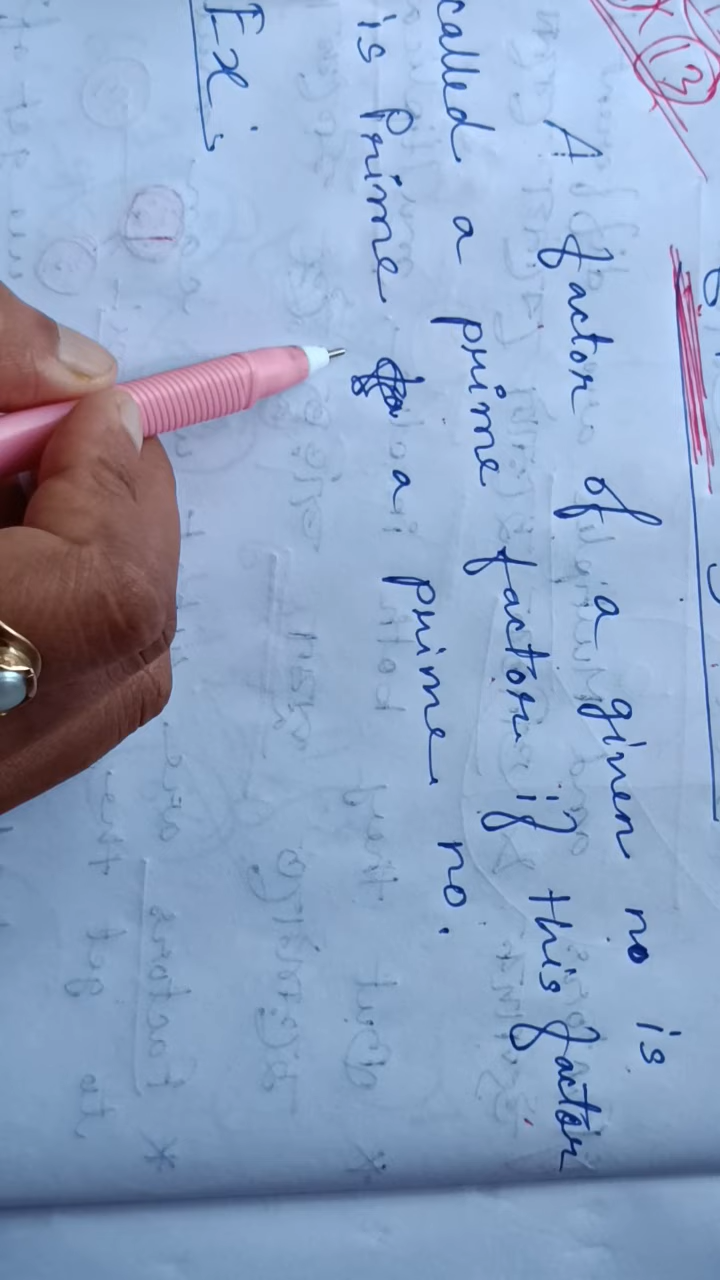 A factor of a given no is
called a prime factor if this factor
is Prime a prime no.
Ex: